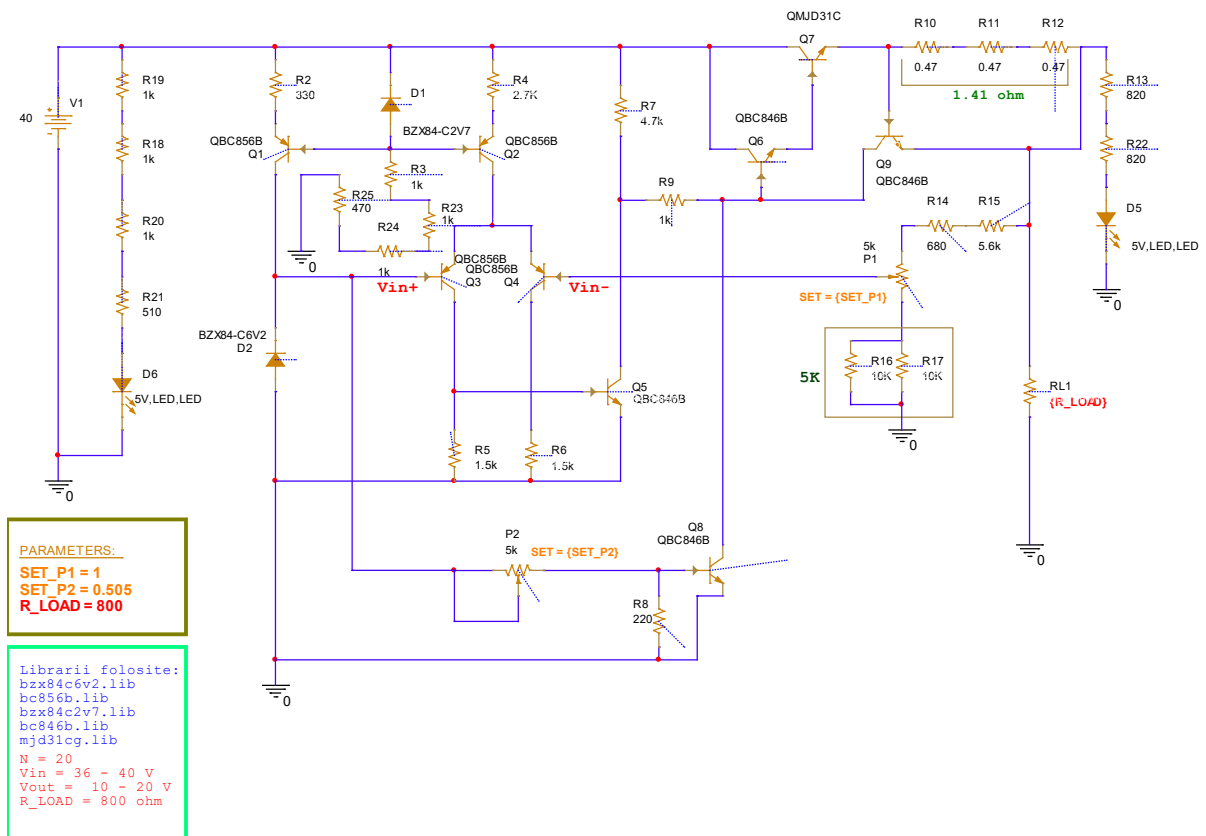 QMJD31C
Q7
R10
R11
R12
0.47
0.47
0.47
1.41 ohm
R19
1k
R2
330
D1
BZX84-C2V7
R4
2.7K
R7
4.7k
R13
820
V1
40
R18
1k
QBC856B
Q1
QBC856B
Q2
QBC846B
Q6
Q9
QBC846B
R22
820
R3
1k
R25
470
R23
1k
R24
1k
R9
1k
R14
680
R15
5.6k
D5
5V,LED,LED
R20
1k
0
QBC856B
Q3
QBC856B
Q4
Vin+
Vin-
5k
P1
SET = {SET_P1}
0
R21
510
BZX84-C6V2
D2
D6
5V,LED,LED
Q5
QBC846B
5K
R16
10K
R17
10K
RL1
{R_LOAD}
0
R5
1.5k
R6
1.5k
0
P2
5k
SET = {SET_P2}
Q8
QBC846B
R8
220
0
0
PARAMETERS:
SET_P1 = 1
SET_P2 = 0.505
R_LOAD = 800
Librarii folosite:
bzx84c6v2.lib
bc856b.lib
bzx84c2v7.lib
bc846b.lib
mjd31cg.lib
N = 20
Vin = 36 - 40 V
Vout =  10 - 20 V
R_LOAD = 800 ohm